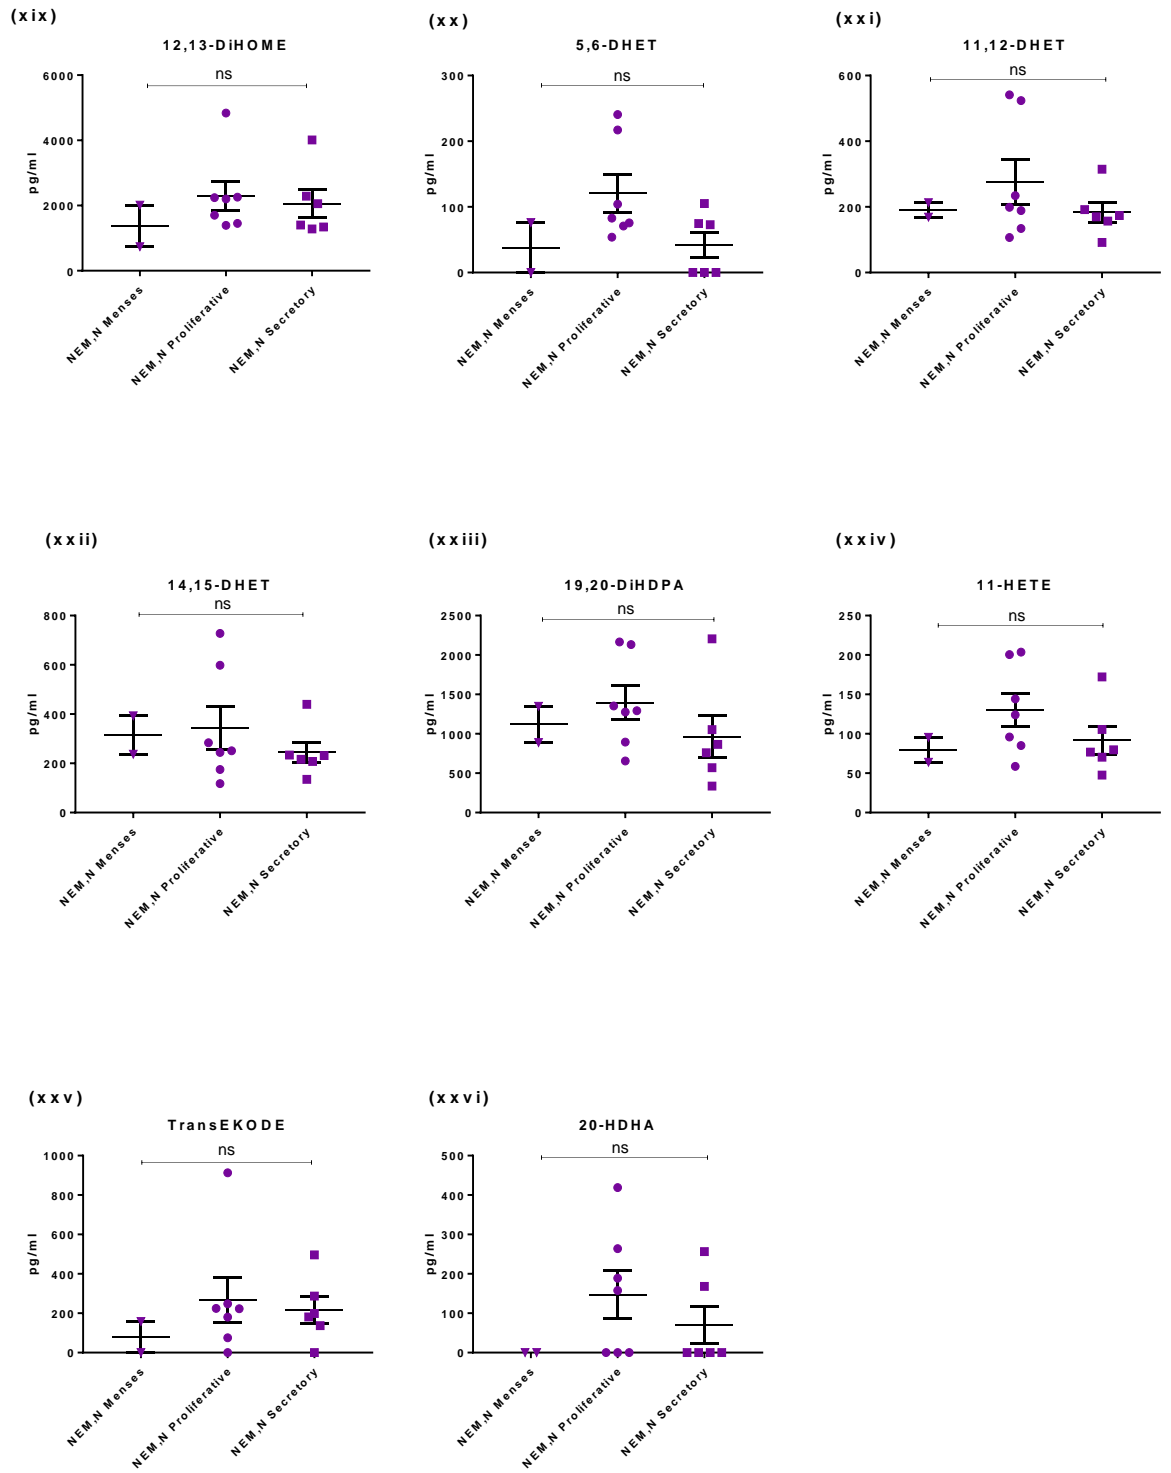 (xix)
12,13-DiHOME
ns
pg/ml
6000
4000
2000
0
NEM,N Menses
NEM,N Proliferative
NEM,N Secretory
(xx)
5,6-DHET
ns
pg/ml
300
200
100
0
NEM,N Menses
NEM,N Proliferative
NEM,N Secretory
(xxi)
11,12-DHET
ns
pg/ml
600
400
200
0
NEM,N Menses
NEM,N Proliferative
NEM,N Secretory
(xxii)
14,15-DHET
ns
pg/ml
800
600
400
200
0
NEM,N Menses
NEM,N Proliferative
NEM,N Secretory
(xxiii)
19,20-DiHDPA
ns
pg/ml
2500
2000
1500
1000
500
0
NEM,N Menses
NEM,N Proliferative
NEM,N Secretory
(xxiv)
11-HETE
ns
pg/ml
250
200
150
100
50
0
NEM,N Menses
NEM,N Proliferative
NEM,N Secretory
(xxv)
TransEKODE
ns
pg/ml
1000
800
600
400
200
0
NEM,N Menses
NEM,N Proliferative
NEM,N Secretory
(xxvi)
20-HDHA
ns
pg/ml
500
400
300
200
100
0
NEM,N Menses
NEM,N Proliferative
NEM,N Secretory